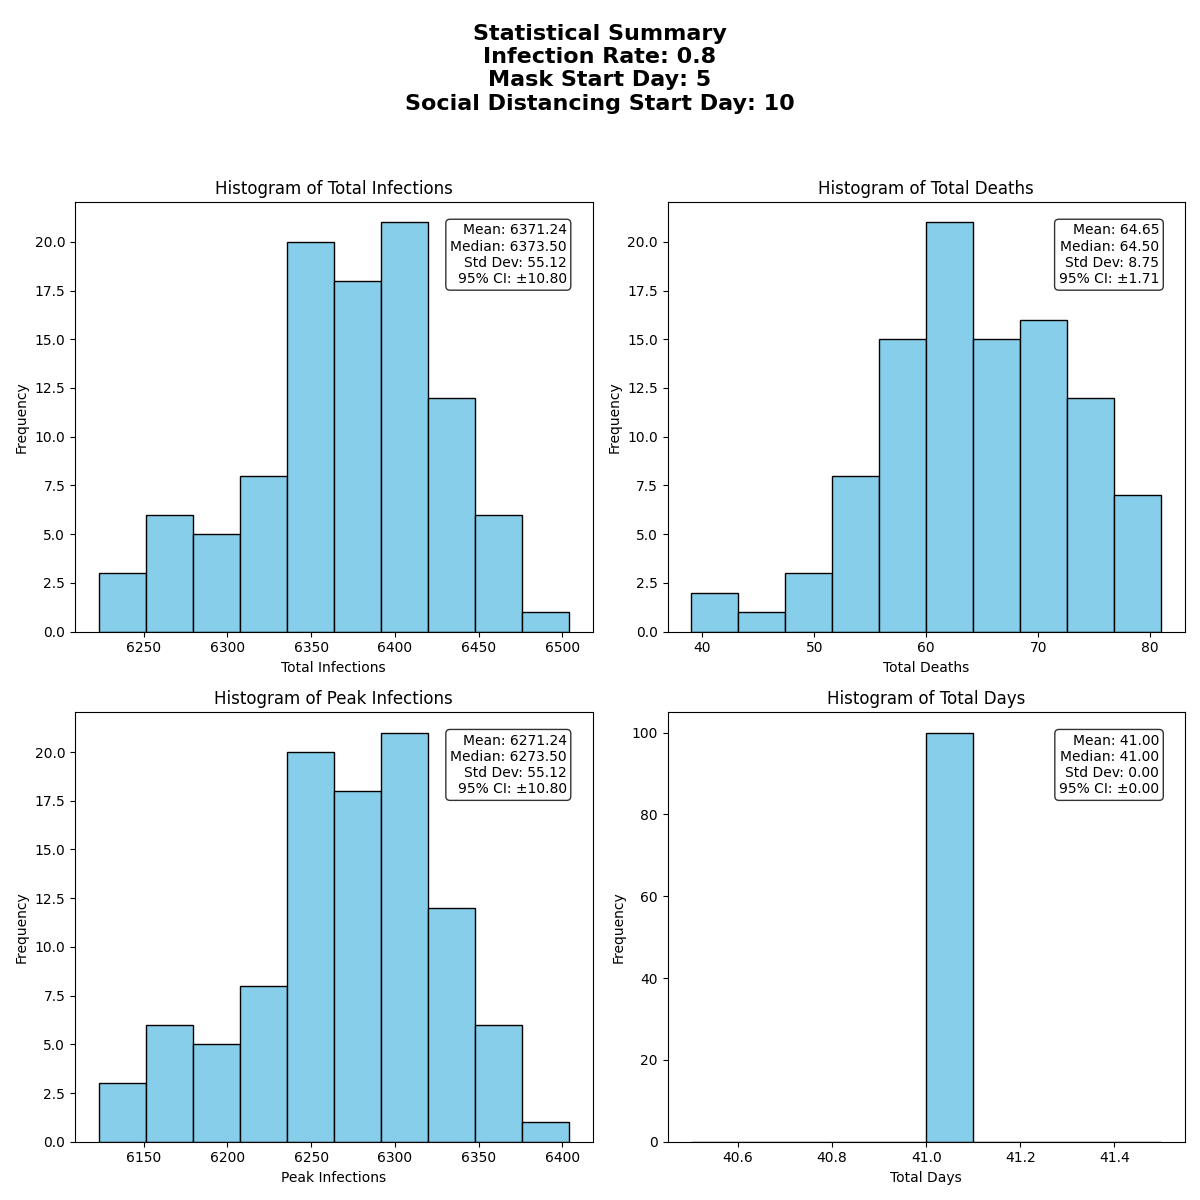 Statistical Summary
Infection Rate: 0.8
Mask Start Day: 5
Social Distancing Start Day: 10
Histogram of Total Infections
Mean: 6371.24
Median: 6373.50
Std Dev: 55.12
95% CI: ±10.80
Frequency
20.0
17.5
15.0
12.5
10.0
7.5
5.0
2.5
0.0
6250 6300 6350 6400 6450 6500
Total Infections
Histogram of Total Deaths
Mean: 64.65
Median: 64.50
Std Dev: 8.75
95% CI: ±1.71
Frequency
20.0
17.5
15.0
12.5
10.0
7.5
5.0
2.5
0.0
40 50 60 70 80
Total Deaths
Histogram of Peak Infections
Mean: 6271.24
Median: 6273.50
Std Dev: 55.12
95% CI: ±10.80
Frequency
20.0
17.5
15.0
12.5
10.0
7.5
5.0
2.5
0.0
6150 6200 6250 6300 6350 6400
Peak Infections
Histogram of Total Days
Mean: 41.00
Median: 41.00
Std Dev: 0.00
95% CI: ±0.00
Frequency
100
80
60
40
20
0
40.6 40.8 41.0 41.2 41.4
Total Days